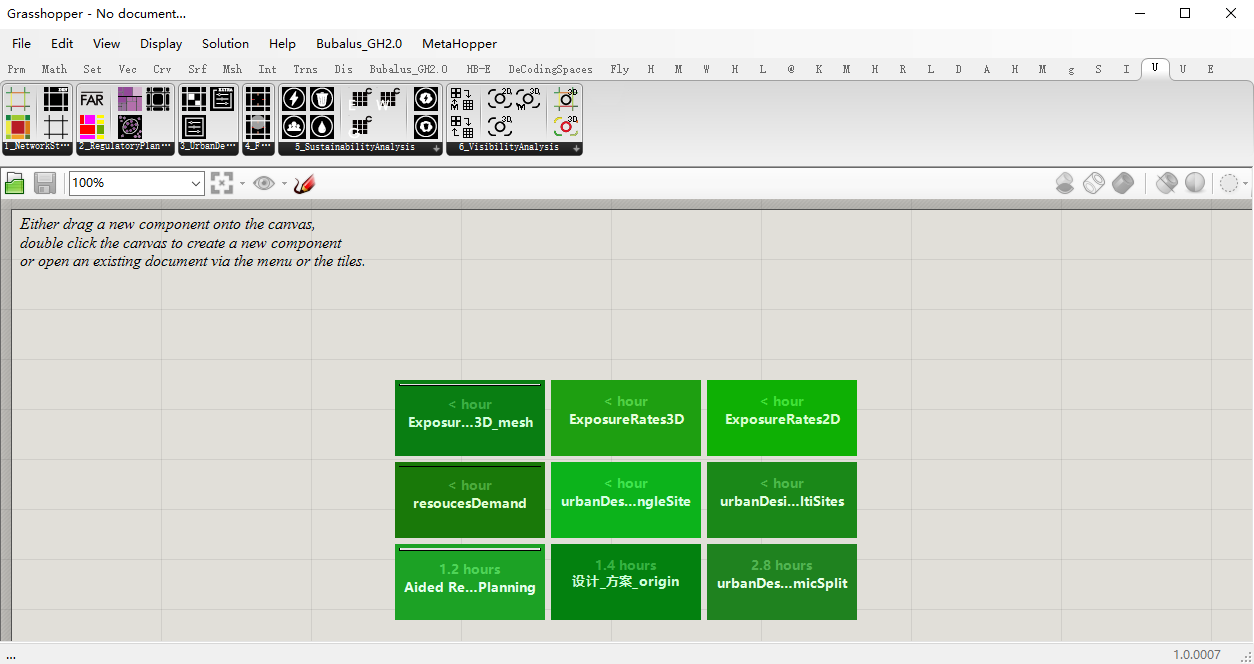 Grasshopper - No document...
File Edit View Display Solution Help Bubalus_GH2.0 MetaHopper
Prm Math Set Vec Crv Srf Msh Int Trns Dis Bubalus_GH2.0 HB-E DeCodingSpaces Fly H M W H L @ K M H R L D A H M g S I U U E
FAR
1_NetworkSt··· 2_RegulatoryPlan··· 3_UrbanDe··· 4_F··· 5_SustainabilityAnalysis 6_VisibilityAnalysis
100%
Either drag a new component onto the canvas,
double click the canvas to create a new component
or open an existing document via the menu or the tiles.
< hour < hour < hour
Exposur...3D_mesh ExposureRates3D ExposureRates2D
< hour < hour < hour
resoucesDemand urbanDes...ngleSite urbanDesi...ltiSites
1.2 hours 1.4 hours 2.8 hours
Aided Re...Planning 设计_方案_origin urbanDes...micSplit
... 1.0.0007